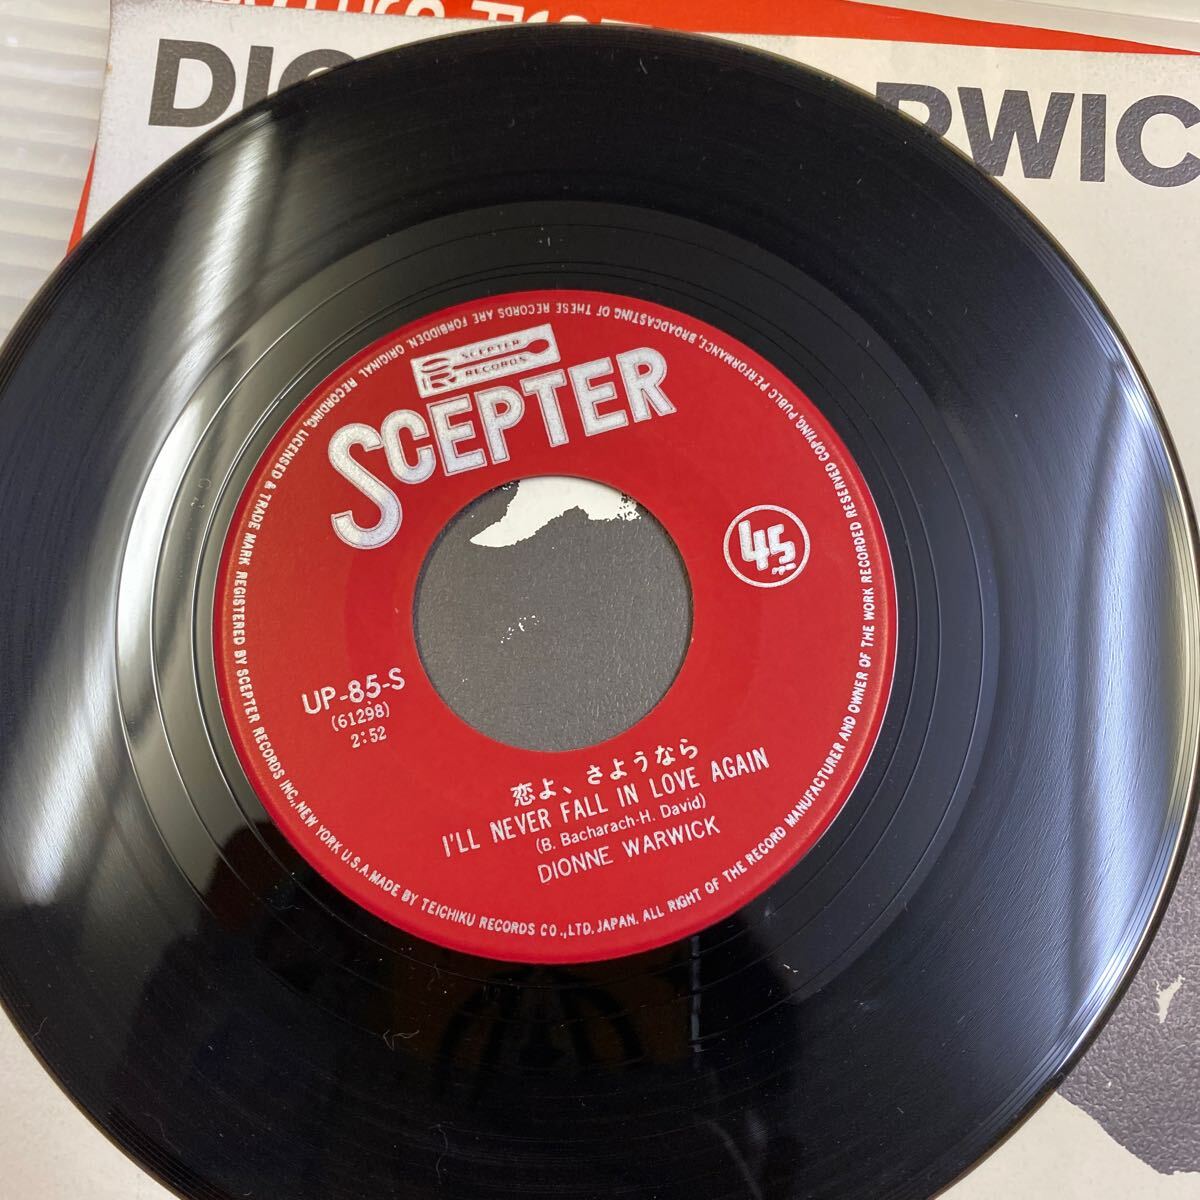 SCEPTER
RECORDS
SCEPTER
45
UP-85-S
(61298)
2:52
恋よ、さようなら
I'LL NEVER FALL IN LOVE AGAIN
(B. Bacharach-H. David)
DIONNE WARWICK
ORIGINAL RECORDING, LICENSED & TRADE MARK REGISTERED BY SCEPTER RECORDS INC., NEW YORK U.S.A. MADE BY TEICHIKU RECORDS CO., LTD, JAPAN. ALL RIGHT OF THE RECORD MANUFACTURER AND OWNER OF THE WORK RECORDED RESERVED COPYING, PUBLC PERFORMANCE, BROADCASTING OF THESE RECORDS ARE FORBIDDEN.